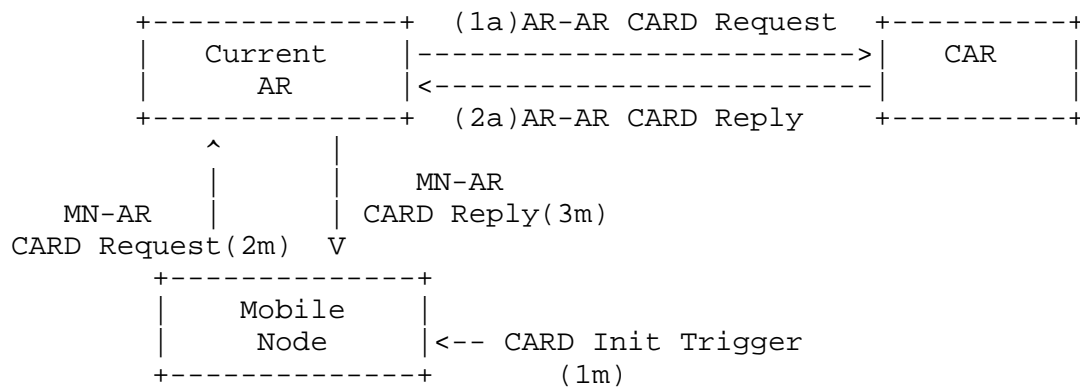 (1a)AR-AR CARD Request
Current CAR
AR
(2a)AR-AR CARD Reply
MN-AR
MN-AR CARD Reply(3m)
CARD Request(2m) V
Mobile
Node <-- CARD Init Trigger
(1m)